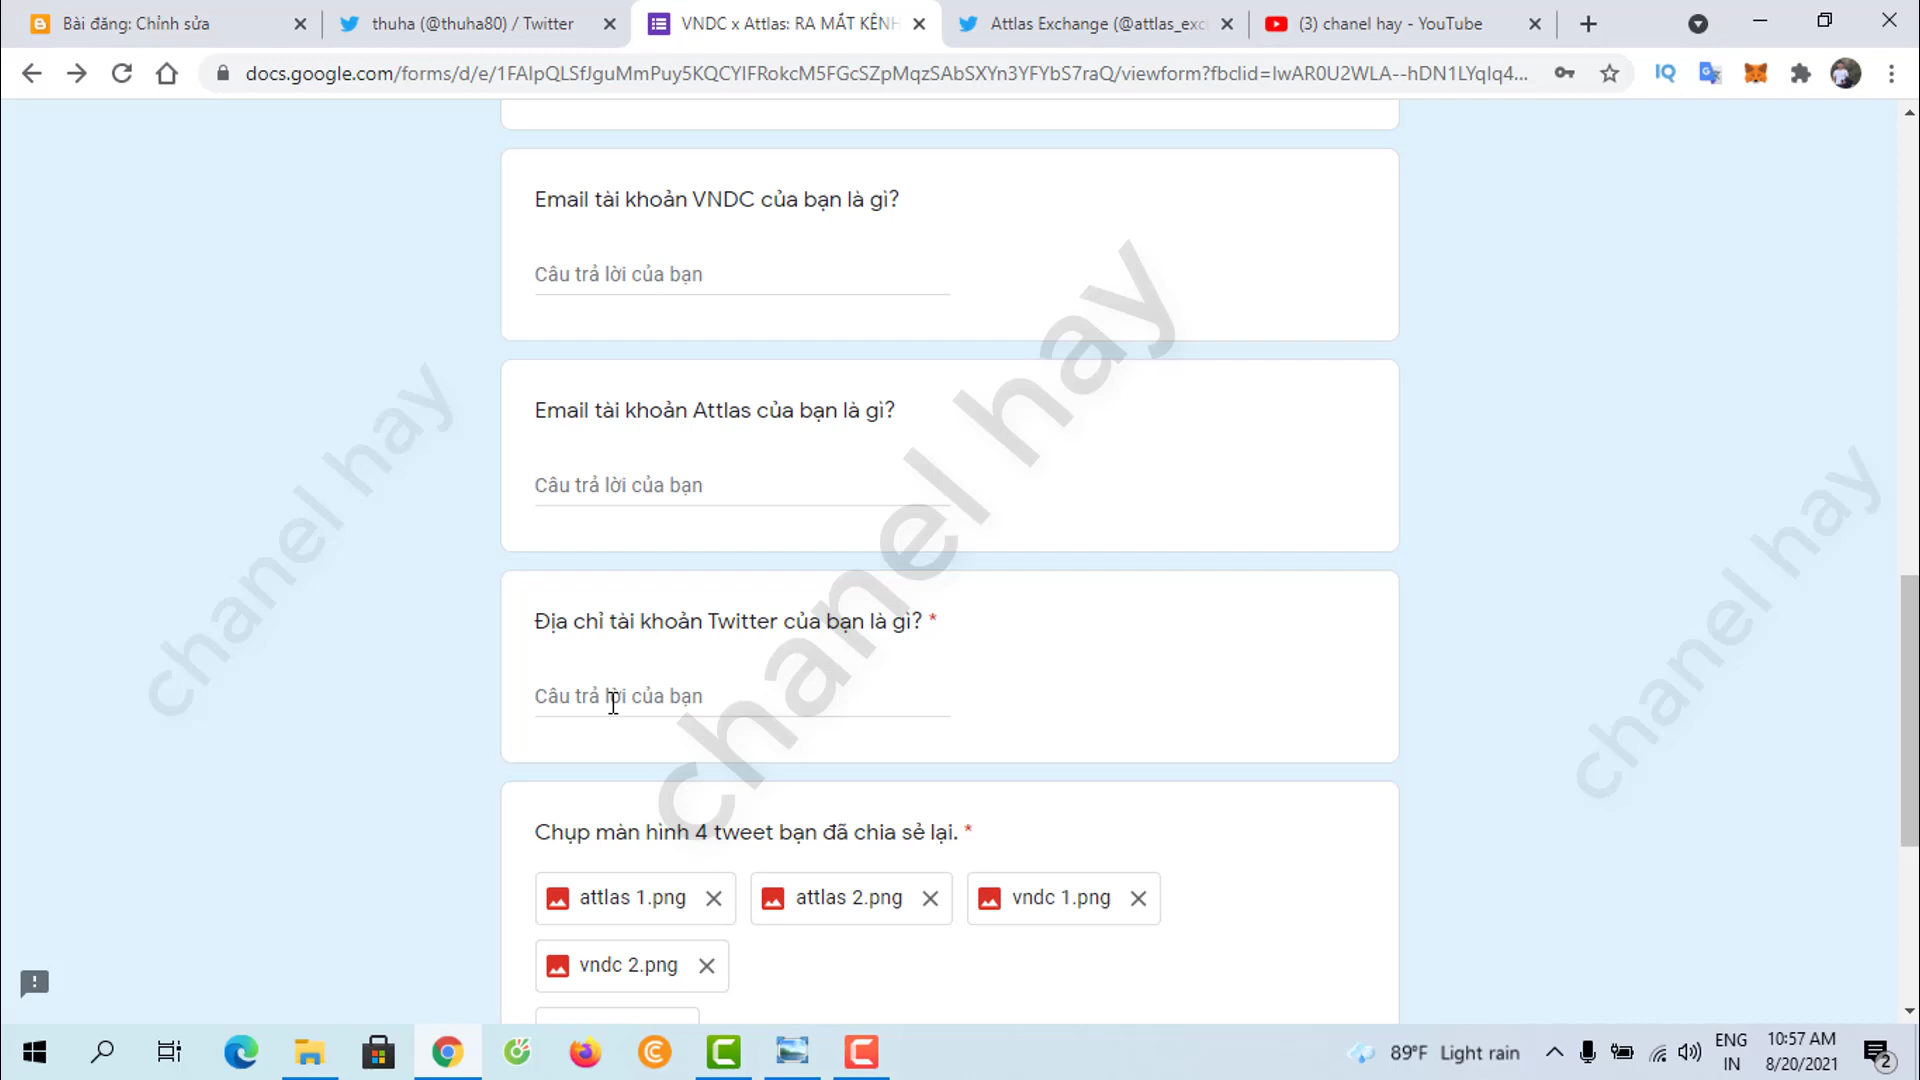 Bài đăng: Chỉnh sửa
thuha (@thuha80) / Twitter
VNDC x Attlas: RA MẮT KÊNH
Attlas Exchange (@attlas_exc
(3) chanel hay - YouTube
docs.google.com/forms/d/e/1FAIpQLSfJguMmPuy5KQCYIFRokcM5FGcSZpMqzSAbSXYn3YFYbS7raQ/viewform?fbclid=IwAR0U2WLA--hDN1LYqIq4...
Email tài khoản VNDC của bạn là gì?
Câu trả lời của bạn
Email tài khoản Attlas của bạn là gì?
Câu trả lời của bạn
Địa chỉ tài khoản Twitter của bạn là gì? *
Câu trả lời của bạn
Chụp màn hình 4 tweet bạn đã chia sẻ lại. *
attlas 1.png
attlas 2.png
vndc 1.png
vndc 2.png
chanel hay
chanel hay
chanel hay
89°F Light rain
ENG
IN
10:57 AM
8/20/2021
2